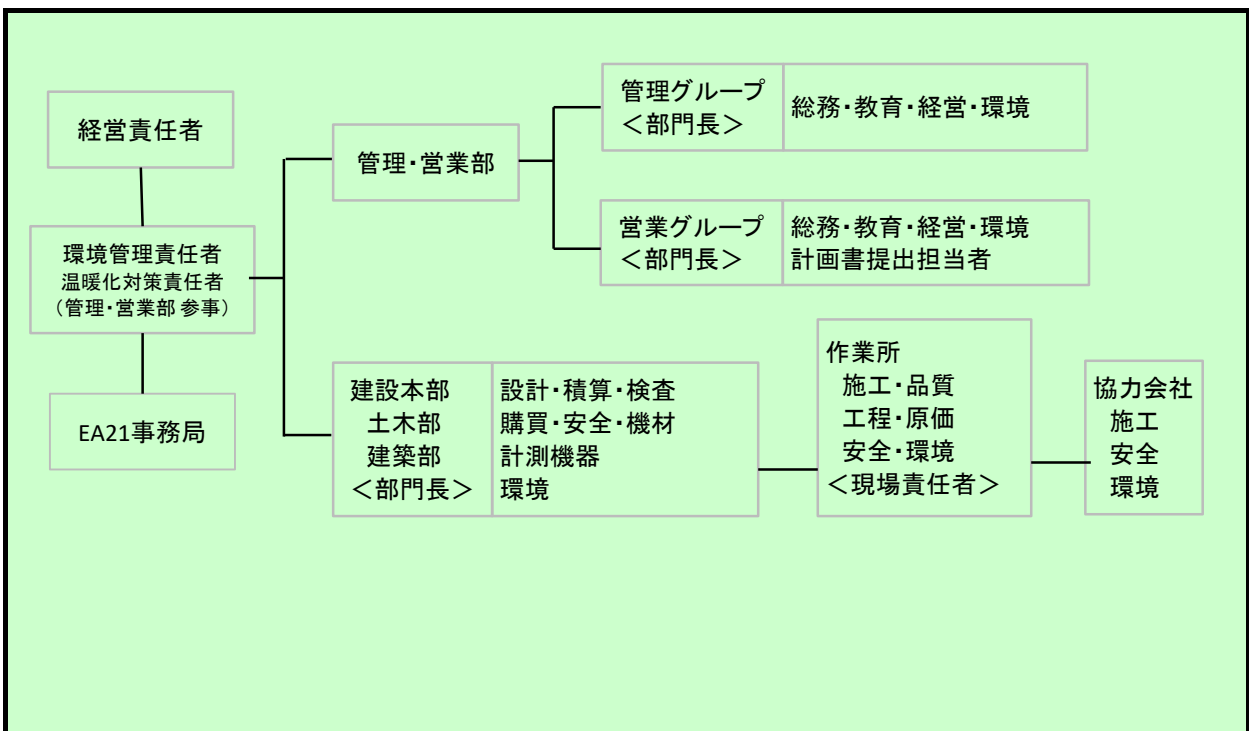 経営責任者
環境管理責任者
温暖化対策責任者
（管理・営業部 参事）
EA21事務局
管理・営業部
管理グループ
＜部門長＞
総務・教育・経営・環境
営業グループ
＜部門長＞
総務・教育・経営・環境
計画書提出担当者
建設本部
土木部
建築部
＜部門長＞
設計・積算・検査
購買・安全・機材
計測機器
環境
作業所
施工・品質
工程・原価
安全・環境
＜現場責任者＞
協力会社
施工
安全
環境